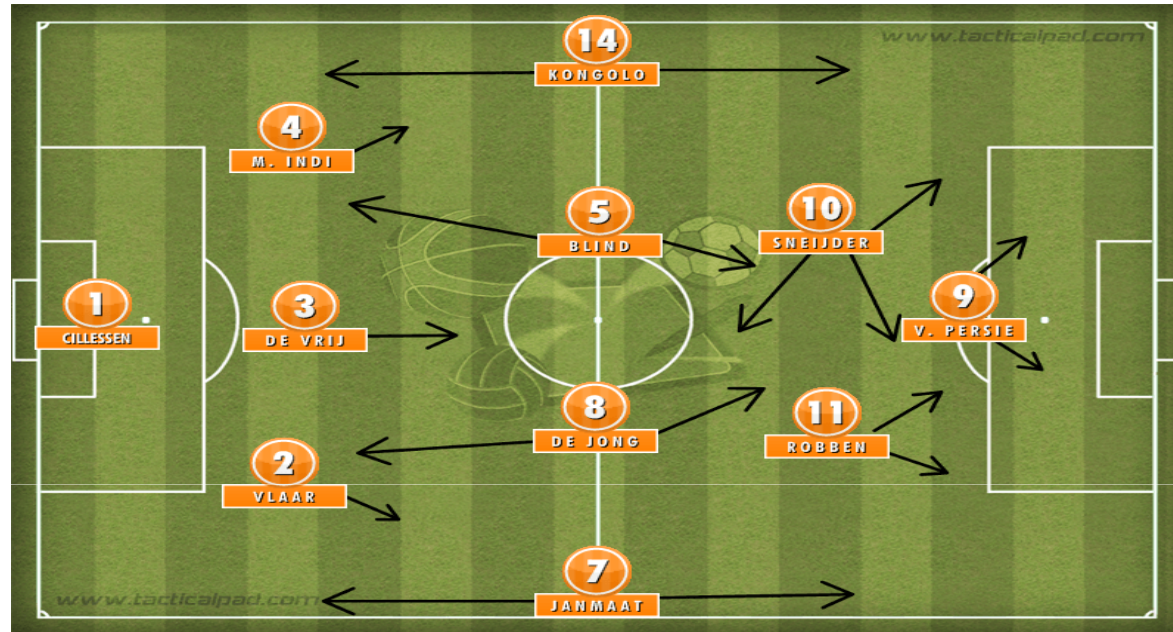 14
KONGOLO
www.tacticalpad.com
4
M. INDI
5
BLIND
10
SNEIJDER
1
CILLESSEN
3
DE VRIJ
9
V. PERSIE
8
DE JONG
11
ROBBEN
2
VLAAR
7
JANMAAT
www.tacticalpad.com